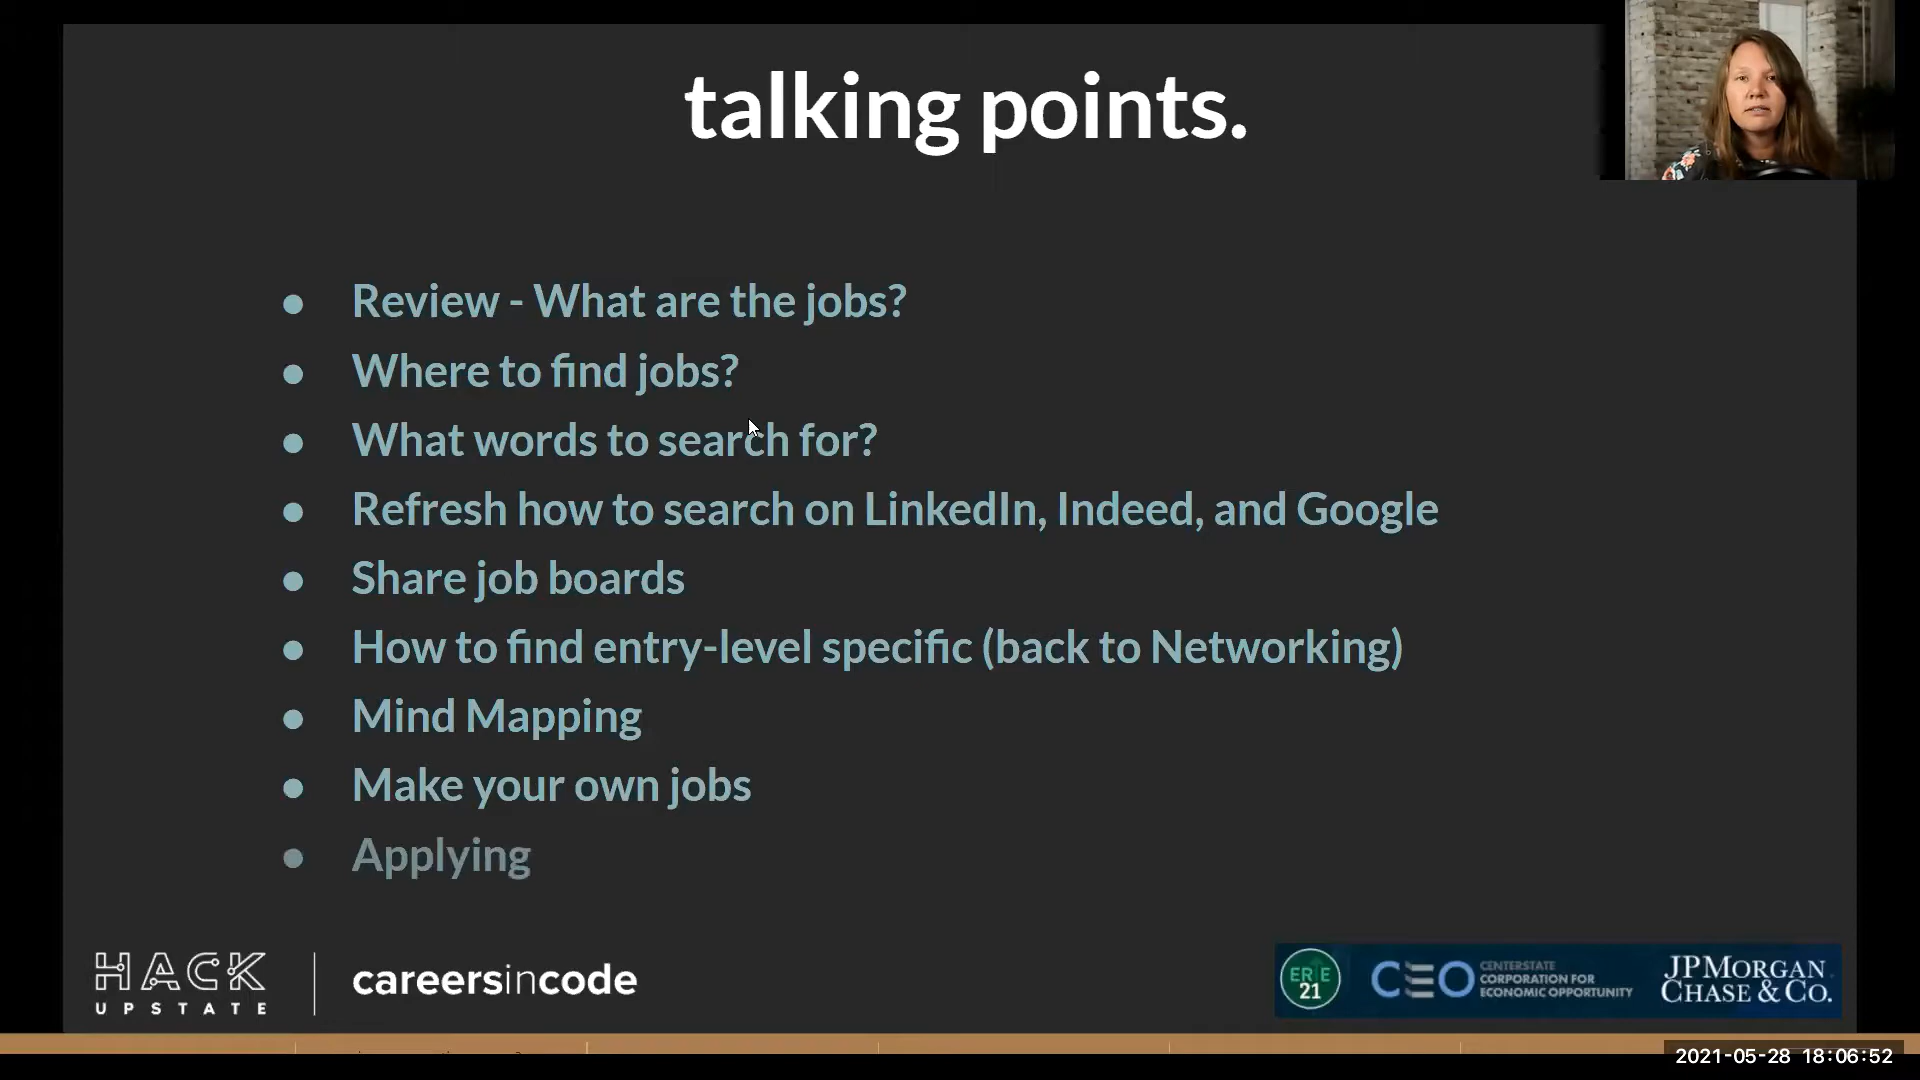 talking points.
Review - What are the jobs?
Where to find jobs?
What words to search for?
Refresh how to search on LinkedIn, Indeed, and Google
Share job boards
How to find entry-level specific (back to Networking)
Mind Mapping
Make your own jobs
Applying
HACK
UPSTATE
careersincode
ERIE
21
CEO
CENTERSTATE
CORPORATION FOR
ECONOMIC OPPORTUNITY
JPMORGAN
CHASE & CO.
2021-05-28 18:06:52